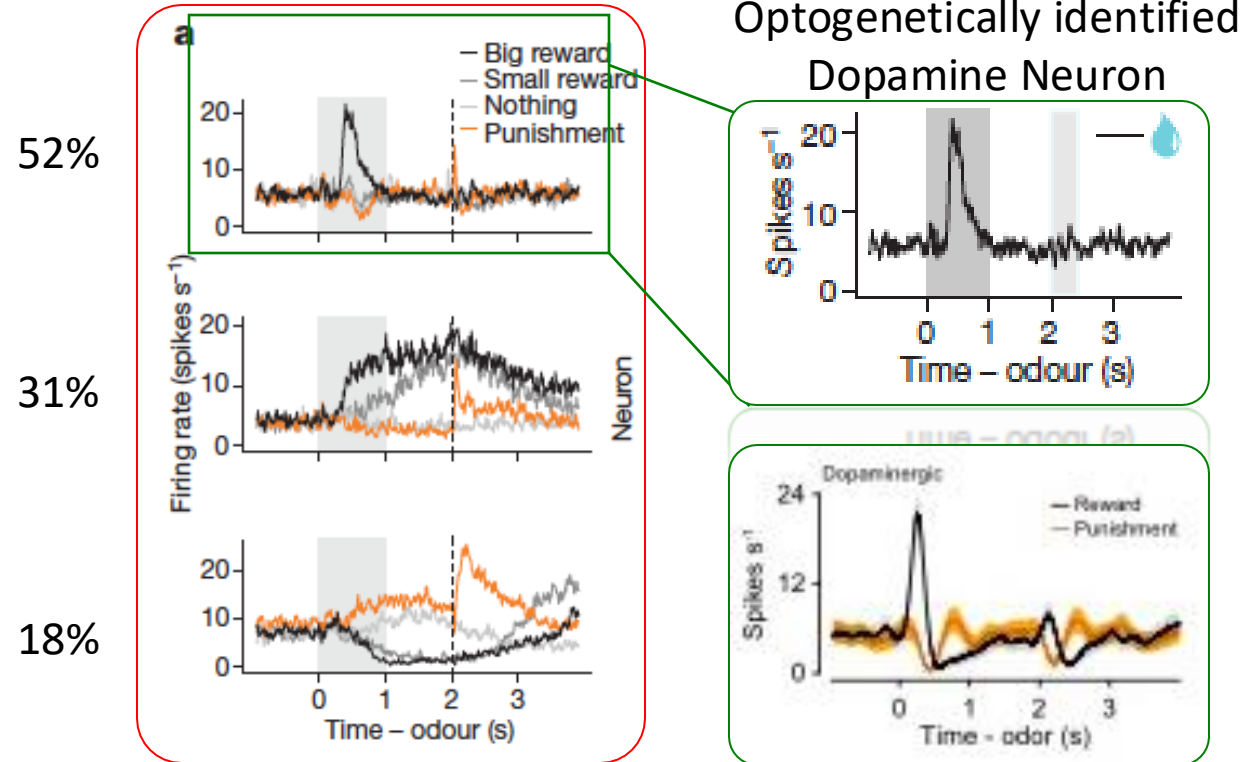 Optogenetically identified
Dopamine Neuron
52%
31%
18%
a
Big reward
Small reward
Nothing
Punishment
20
10
0
Firing rate (spikes s⁻¹)
20
10
0
Neuron
20
10
0
0 1 2 3
Time – odour (s)
Spikes s⁻¹
20
10
0
0 1 2 3
Time – odour (s)
Time – odour (s)
Dopaminergic
Reward
Punishment
Spikes s⁻¹
24
12
0
0 1 2 3
Time - odor (s)